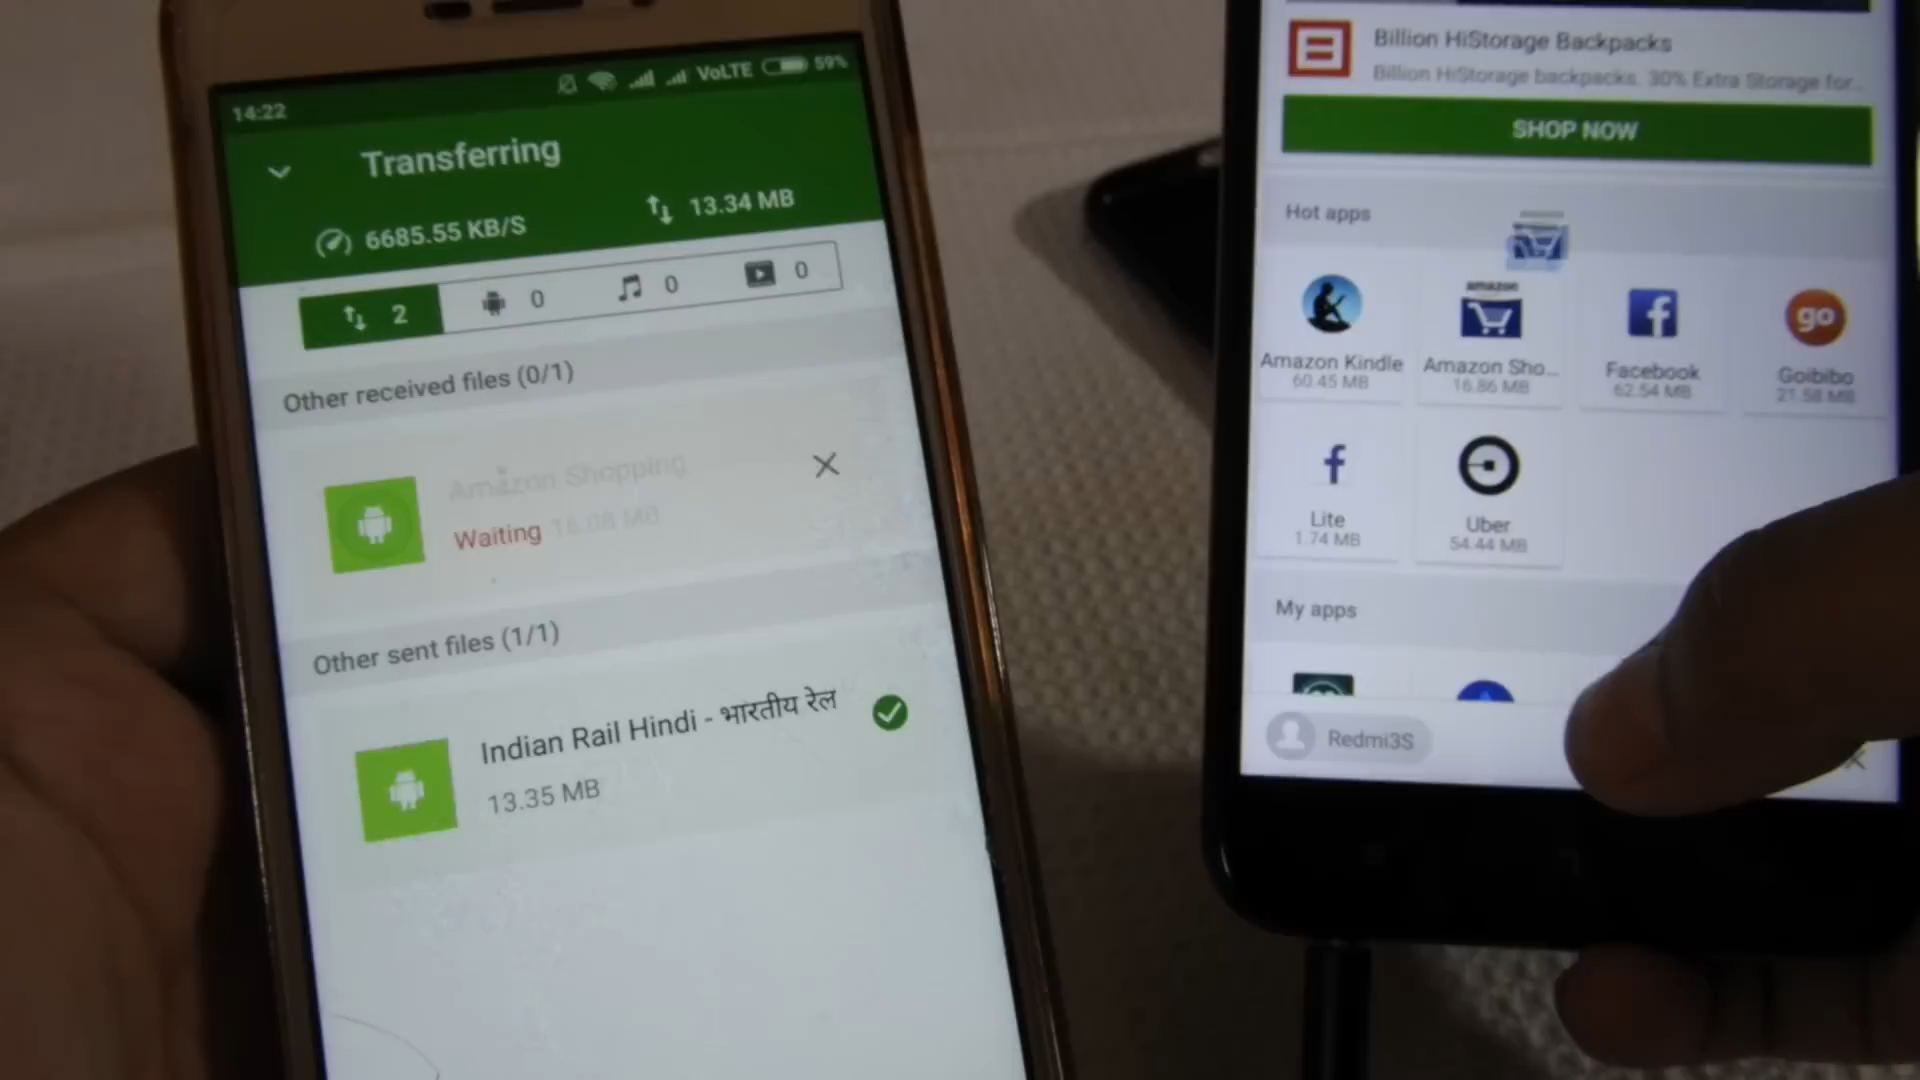 14:22
VoLTE 59%
Transferring
6685.55 KB/S
13.34 MB
2 0 0 0
Other received files (0/1)
Amazon Shopping
Waiting 16.08 MB
Other sent files (1/1)
Indian Rail Hindi - भारतीय रेल
13.35 MB
Billion HiStorage Backpacks
Billion HiStorage backpacks. 30% Extra Storage for...
SHOP NOW
Hot apps
amazon
go
Amazon Kindle
60.45 MB
Amazon Sho...
16.86 MB
Facebook
62.54 MB
Goibibo
21.58 MB
Lite
1.74 MB
Uber
54.44 MB
My apps
Redmi3S